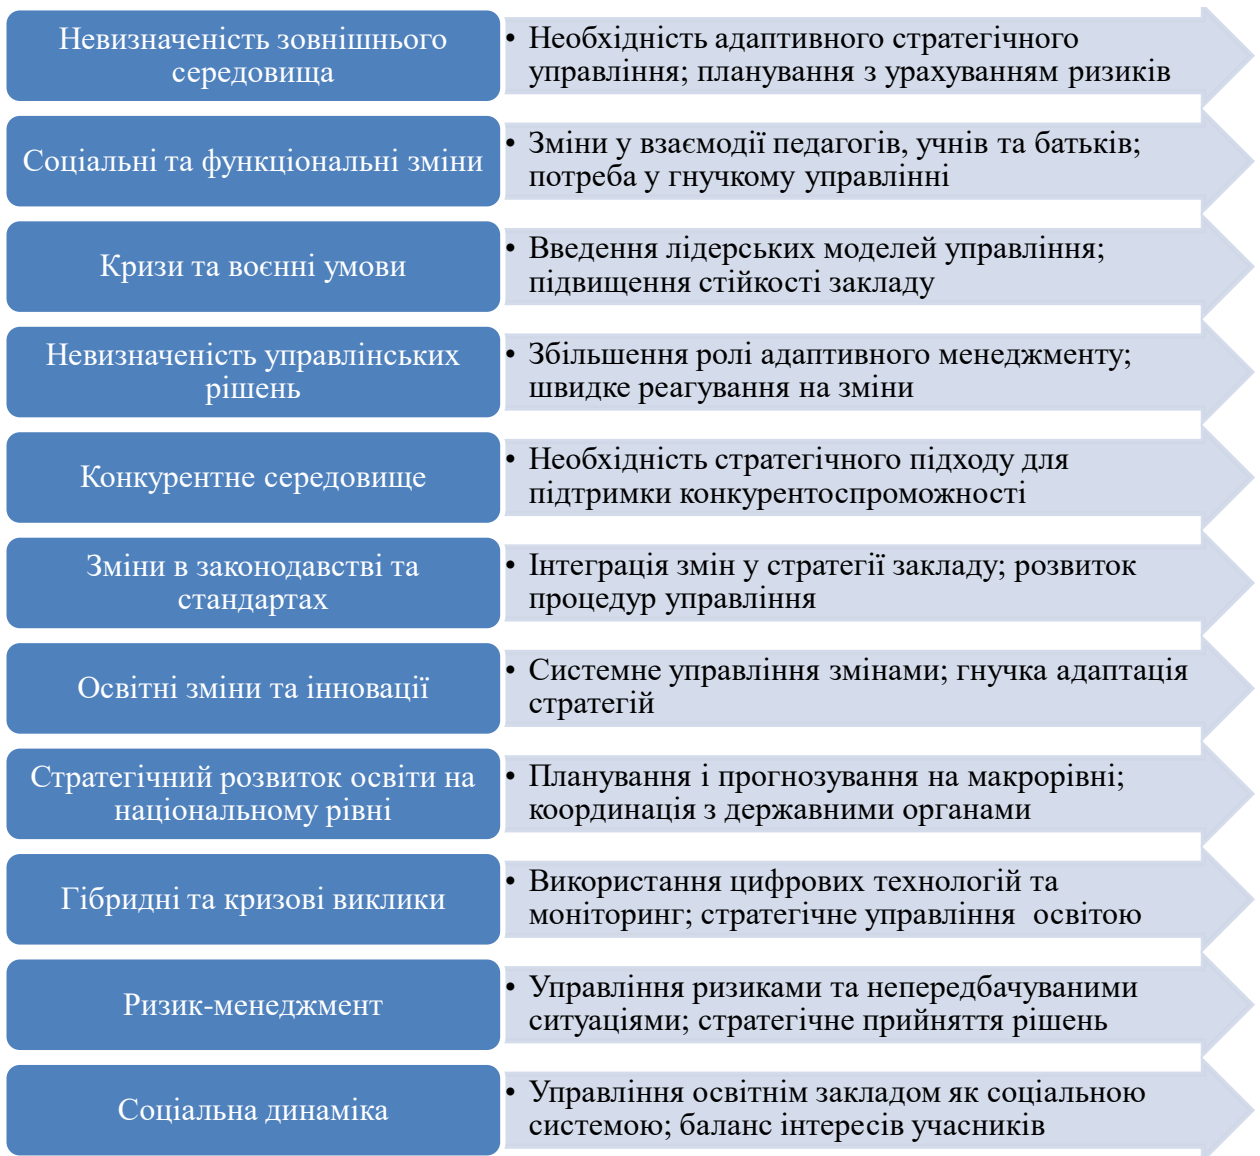 Невизначеність зовнішнього
середовища
• Необхідність адаптивного стратегічного
управління; планування з урахуванням ризиків
Соціальні та функціональні зміни
• Зміни у взаємодії педагогів, учнів та батьків;
потреба у гнучкому управлінні
Кризи та воєнні умови
• Введення лідерських моделей управління;
підвищення стійкості закладу
Невизначеність управлінських
рішень
• Збільшення ролі адаптивного менеджменту;
швидке реагування на зміни
Конкурентне середовище
• Необхідність стратегічного підходу для
підтримки конкурентоспроможності
Зміни в законодавстві та
стандартах
• Інтеграція змін у стратегії закладу; розвиток
процедур управління
Освітні зміни та інновації
• Системне управління змінами; гнучка адаптація
стратегій
Стратегічний розвиток освіти на
національному рівні
• Планування і прогнозування на макрорівні;
координація з державними органами
Гібридні та кризові виклики
• Використання цифрових технологій та
моніторинг; стратегічне управління  освітою
Ризик-менеджмент
• Управління ризиками та непередбачуваними
ситуаціями; стратегічне прийняття рішень
Соціальна динаміка
• Управління освітнім закладом як соціальною
системою; баланс інтересів учасників